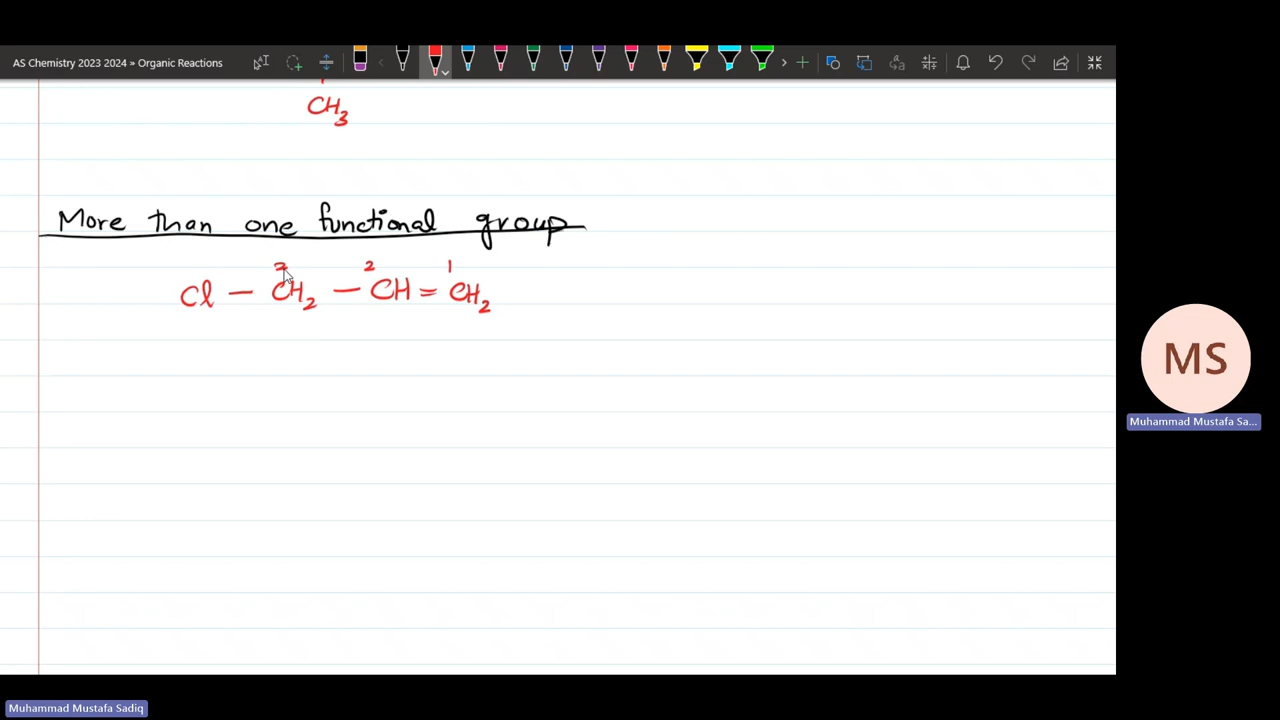 AS Chemistry 2023 2024 » Organic Reactions
CH3
More than one functional group
3 2 1
Cl — CH2 — CH = CH2
MS
Muhammad Mustafa Sa...
Muhammad Mustafa Sadiq